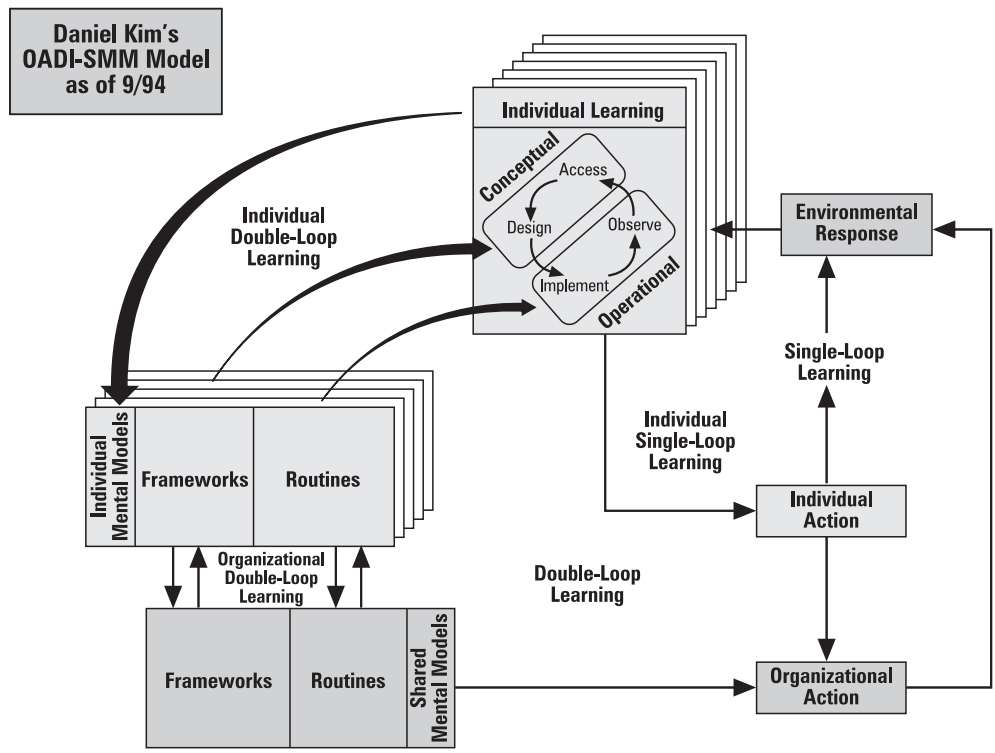 Daniel Kim's
OADI-SMM Model
as of 9/94
Individual Learning
Conceptual
Access
Design
Observe
Implement
Operational
Environmental
Response
Individual
Double-Loop
Learning
Single-Loop
Learning
Individual
Single-Loop
Learning
Individual
Mental Models
Frameworks
Routines
Individual
Action
Organizational
Double-Loop
Learning
Double-Loop
Learning
Frameworks
Routines
Shared
Mental Models
Organizational
Action